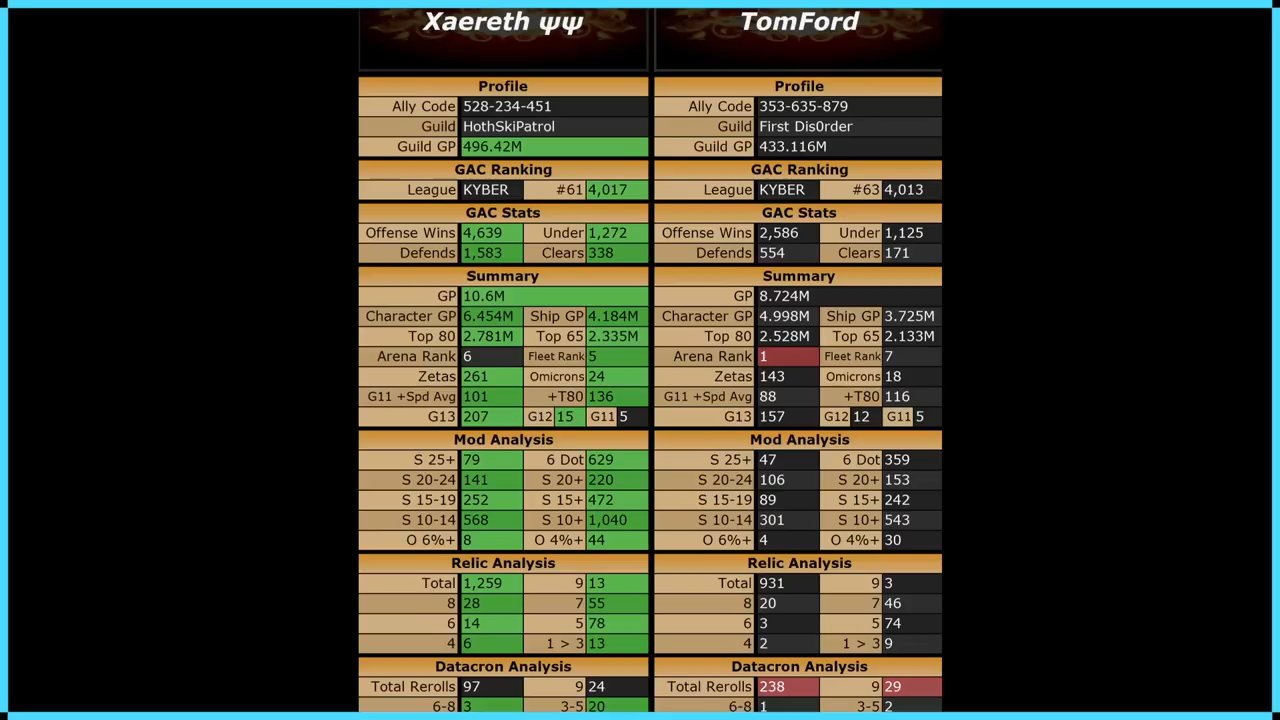 Xaereth ψψ
Profile
Ally Code 528-234-451
Guild HothSkiPatrol
Guild GP 496.42M
GAC Ranking
League KYBER #61 4,017
GAC Stats
Offense Wins 4,639 Under 1,272
Defends 1,583 Clears 338
Summary
GP 10.6M
Character GP 6.454M Ship GP 4.184M
Top 80 2.781M Top 65 2.335M
Arena Rank 6 Fleet Rank 5
Zetas 261 Omicrons 24
G11 +Spd Avg 101 +T80 136
G13 207 G12 15 G11 5
Mod Analysis
S 25+ 79 6 Dot 629
S 20-24 141 S 20+ 220
S 15-19 252 S 15+ 472
S 10-14 568 S 10+ 1,040
O 6%+ 8 O 4%+ 44
Relic Analysis
Total 1,259 9 13
8 28 7 55
6 14 5 78
4 6 1 > 3 13
Datacron Analysis
Total Rerolls 97 9 24
6-8 3 3-5 20
TomFord
Profile
Ally Code 353-635-879
Guild First Dis0rder
Guild GP 433.116M
GAC Ranking
League KYBER #63 4,013
GAC Stats
Offense Wins 2,586 Under 1,125
Defends 554 Clears 171
Summary
GP 8.724M
Character GP 4.998M Ship GP 3.725M
Top 80 2.528M Top 65 2.133M
Arena Rank 1 Fleet Rank 7
Zetas 143 Omicrons 18
G11 +Spd Avg 88 +T80 116
G13 157 G12 12 G11 5
Mod Analysis
S 25+ 47 6 Dot 359
S 20-24 106 S 20+ 153
S 15-19 89 S 15+ 242
S 10-14 301 S 10+ 543
O 6%+ 4 O 4%+ 30
Relic Analysis
Total 931 9 3
8 20 7 46
6 3 5 74
4 2 1 > 3 9
Datacron Analysis
Total Rerolls 238 9 29
6-8 1 3-5 2